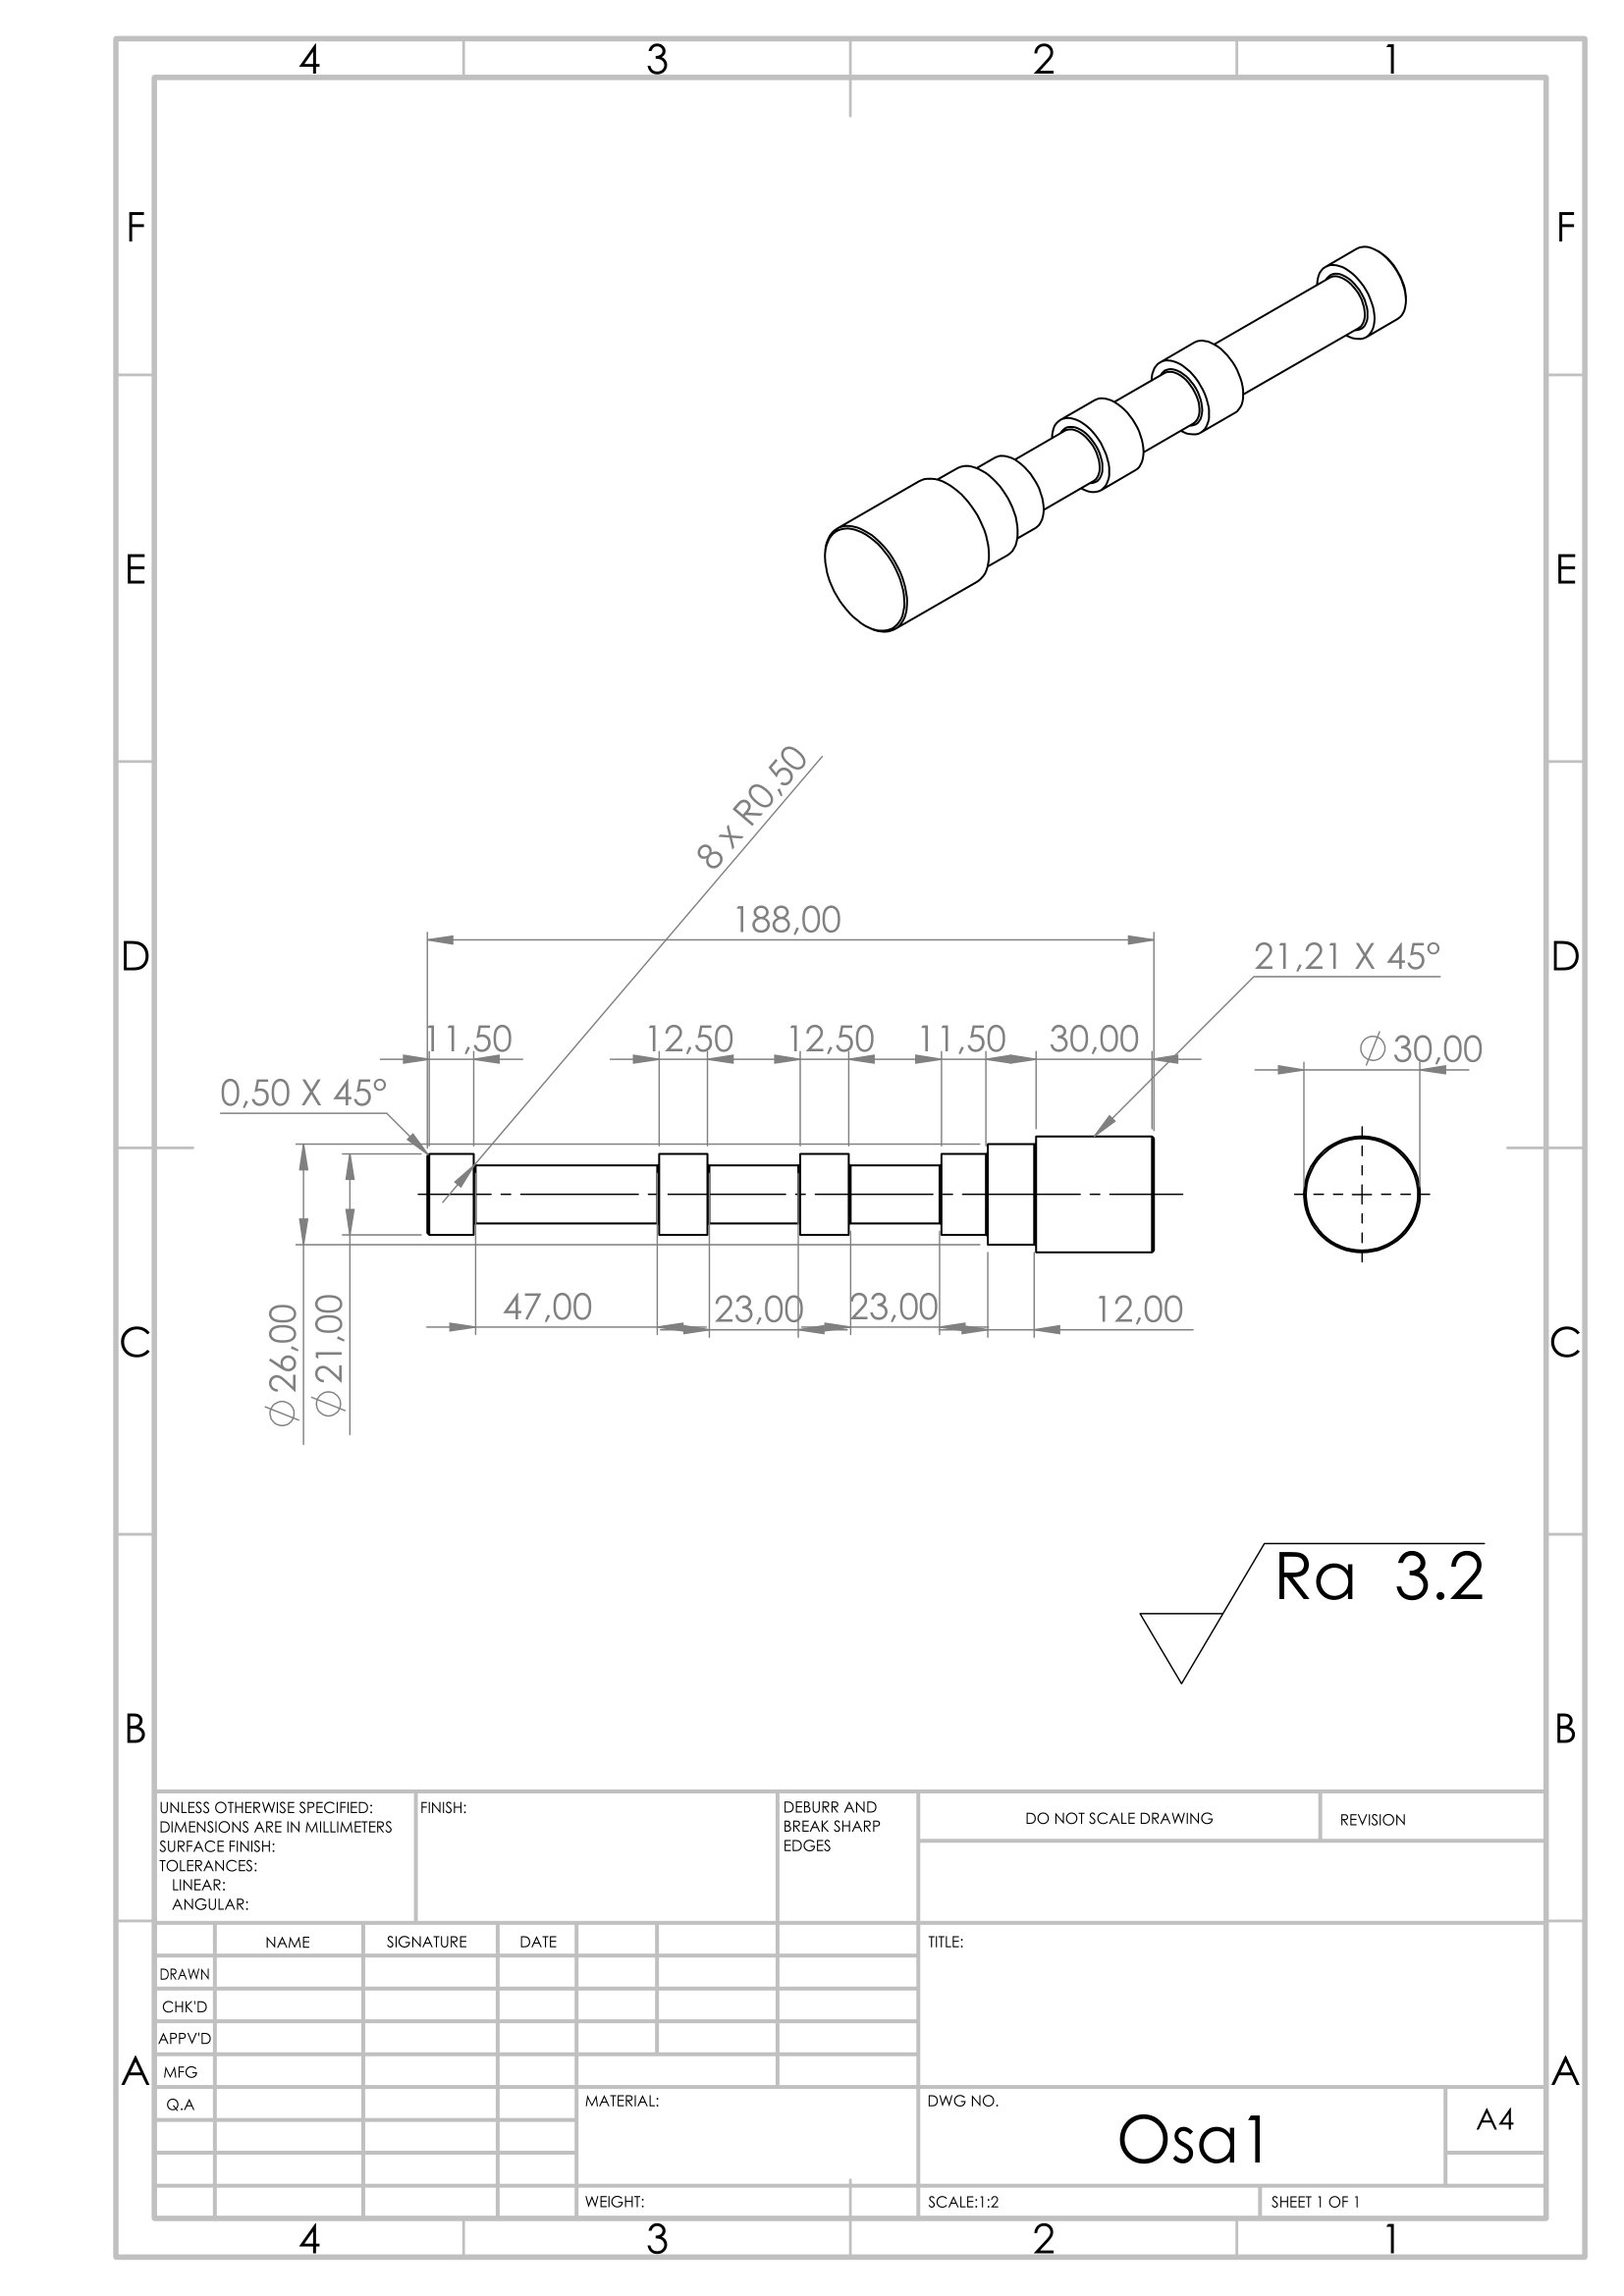 4 3 2 1
F F
E E
8 x R0,50
188,00
D D
21,21 X 45°
11,50 12,50 12,50 11,50 30,00
⌀30,00
0,50 X 45°
47,00 23,00 23,00 12,00
⌀26,00
⌀21,00
C C
Ra 3.2
B B
UNLESS OTHERWISE SPECIFIED:
DIMENSIONS ARE IN MILLIMETERS
SURFACE FINISH:
TOLERANCES:
LINEAR:
ANGULAR:
FINISH:
DEBURR AND
BREAK SHARP
EDGES
DO NOT SCALE DRAWING
REVISION
NAME SIGNATURE DATE
TITLE:
DRAWN
CHK'D
APPV'D
MFG
Q.A
A A
MATERIAL:
DWG NO.
Osa1
A4
WEIGHT:
SCALE:1:2
SHEET 1 OF 1
4 3 2 1